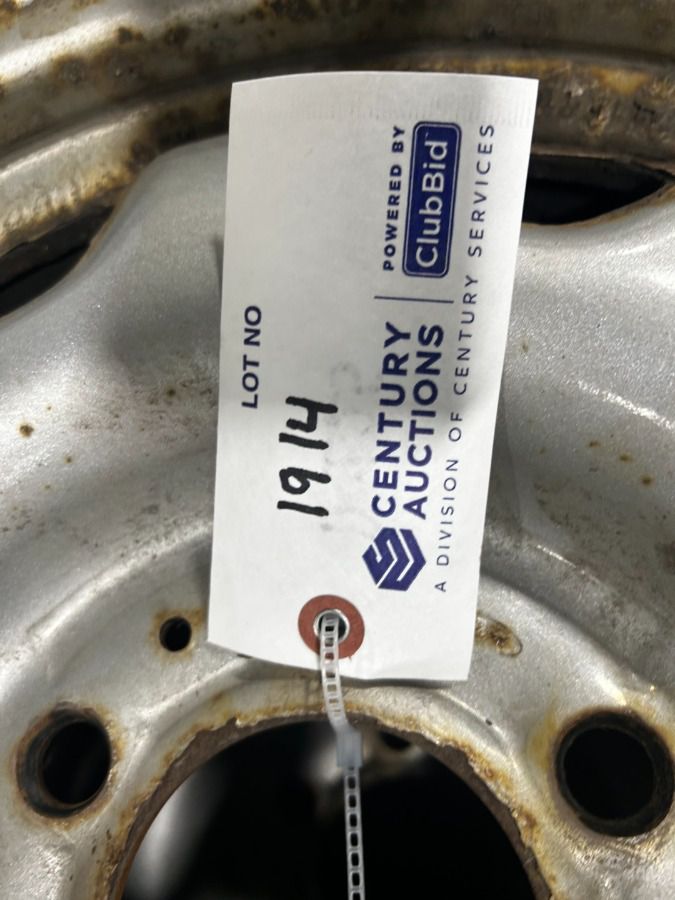 LOT NO
1914
CENTURY
AUCTIONS
POWERED BY
ClubBid
A DIVISION OF CENTURY SERVICES